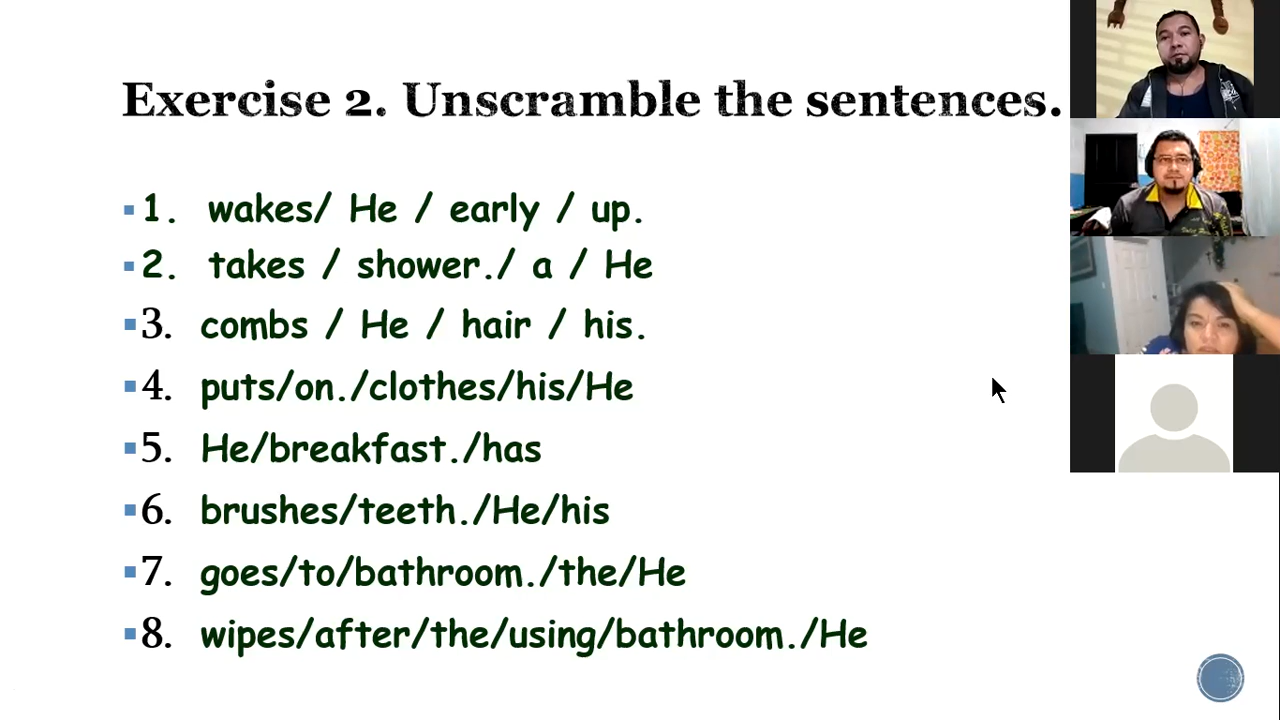 Exercise 2. Unscramble the sentences.
1. wakes/ He / early / up.
2. takes / shower./ a / He
3. combs / He / hair / his.
4. puts/on./clothes/his/He
5. He/breakfast./has
6. brushes/teeth./He/his
7. goes/to/bathroom./the/He
8. wipes/after/the/using/bathroom./He